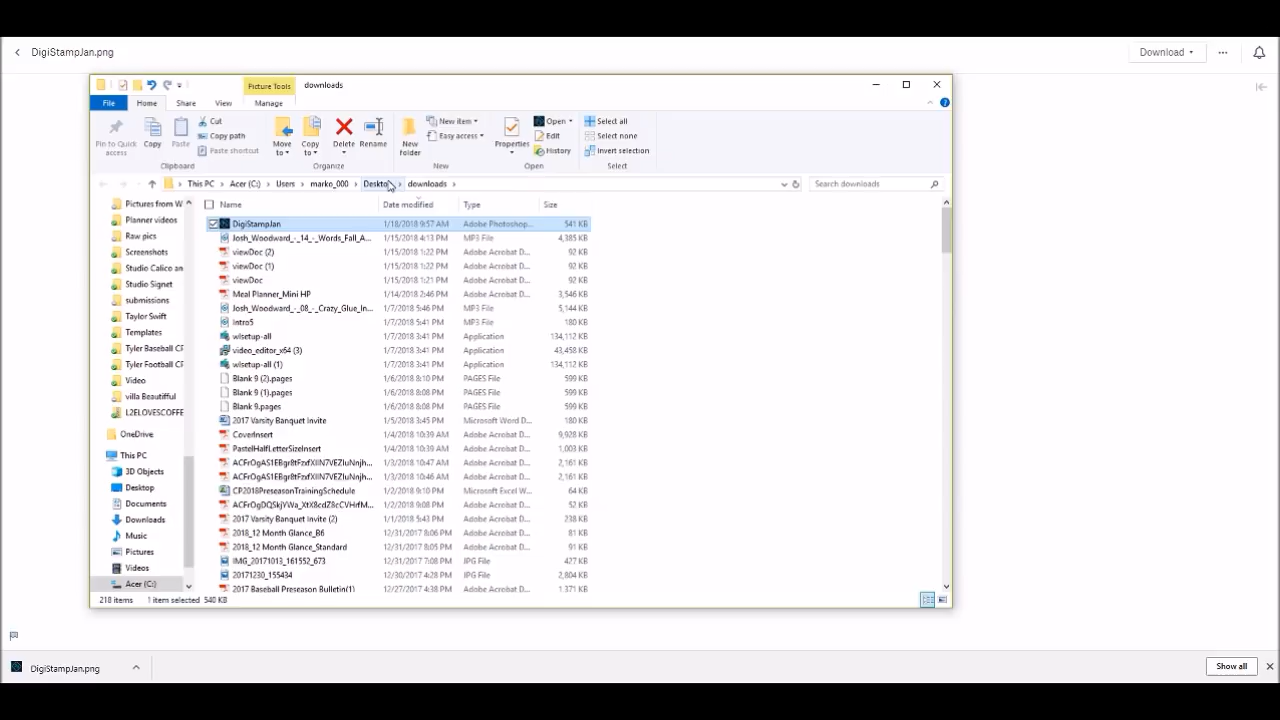 DigiStampJan.png
Download
Picture Tools downloads
File Home Share View Manage
Pin to Quick access
Copy
Paste
Cut
Copy path
Paste shortcut
Move to
Copy to
Delete
Rename
New folder
New item
Easy access
Properties
Open
Edit
History
Select all
Select none
Invert selection
Clipboard Organize New Open Select
This PC Acer (C:) Users marko_000 Desktop downloads
Search downloads
Name Date modified Type Size
DigiStampJan 1/18/2018 9:57 AM Adobe Photoshop... 541 KB
Josh_Woodward_-_14_-_Words_Fall_A... 1/15/2018 4:13 PM MP3 File 4,385 KB
viewDoc (2) 1/15/2018 1:22 PM Adobe Acrobat D... 92 KB
viewDoc (1) 1/15/2018 1:22 PM Adobe Acrobat D... 92 KB
viewDoc 1/15/2018 1:21 PM Adobe Acrobat D... 92 KB
Meal Planner_Mini HP 1/14/2018 2:46 PM Adobe Acrobat D... 3,546 KB
Josh_Woodward_-_08_-_Crazy_Glue_In... 1/7/2018 5:46 PM MP3 File 5,144 KB
intro5 1/7/2018 5:41 PM MP3 File 180 KB
wlsetup-all 1/7/2018 3:41 PM Application 134,112 KB
video_editor_x64 (3) 1/7/2018 3:41 PM Application 43,458 KB
wlsetup-all (1) 1/7/2018 3:41 PM Application 134,112 KB
Blank 9 (2).pages 1/6/2018 8:10 PM PAGES File 599 KB
Blank 9 (1).pages 1/6/2018 8:08 PM PAGES File 599 KB
Blank 9.pages 1/6/2018 8:08 PM PAGES File 599 KB
2017 Varsity Banquet Invite 1/5/2018 3:45 PM Microsoft Word D... 180 KB
CoverInsert 1/4/2018 10:39 AM Adobe Acrobat D... 9,928 KB
PastelHalfLetterSizeInsert 1/4/2018 10:39 AM Adobe Acrobat D... 1,003 KB
1/3/2018 10:47 AM Adobe Acrobat D... 2,161 KB
1/3/2018 10:46 AM Adobe Acrobat D... 2,161 KB
CP2018PreseasonTrainingSchedule 1/2/2018 9:10 PM Microsoft Excel W... 64 KB
1/2/2018 9:08 PM Adobe Acrobat D... 52 KB
2017 Varsity Banquet Invite (2) 1/1/2018 5:43 PM Adobe Acrobat D... 238 KB
2018_12 Month Glance_B6 12/31/2017 8:06 PM Adobe Acrobat D... 81 KB
2018_12 Month Glance_Standard 12/31/2017 8:05 PM Adobe Acrobat D... 91 KB
IMG_20171013_161552_673 12/31/2017 7:08 PM JPG File 427 KB
20171230_155434 12/30/2017 4:28 PM JPG File 2,804 KB
2017 Baseball Preseason Bulletin(1) 12/27/2017 4:38 PM Adobe Acrobat D... 1,371 KB
Pictures from W
Planner videos
Raw pics
Screenshots
Studio Calico an
Studio Signet
submissions
Taylor Swift
Templates
Tyler Baseball CP
Tyler Football CP
Video
villa Beautifful
L2ELOVESCOFFE
OneDrive
This PC
3D Objects
Desktop
Documents
Downloads
Music
Pictures
Videos
Acer (C:)
218 items 1 item selected 540 KB
DigiStampJan.png
Show all